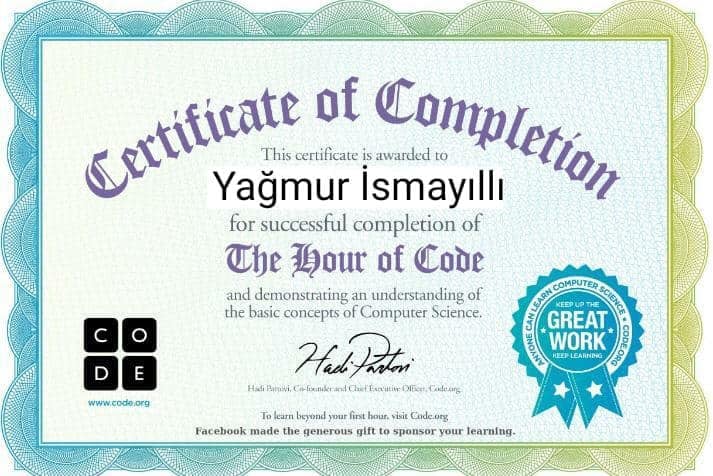 Certificate of Completion
This certificate is awarded to
Yağmur İsmayıllı
for successful completion of
The Hour of Code
and demonstrating an understanding of
the basic concepts of Computer Science.
CO
DE
www.code.org
Hadi Partovi
Hadi Partovi, Co-founder and Chief Executive Officer, Code.org
ANYONE CAN LEARN COMPUTER SCIENCE • CODE.ORG •
KEEP UP THE
GREAT
WORK
KEEP LEARNING
To learn beyond your first hour, visit Code.org
Facebook made the generous gift to sponsor your learning.